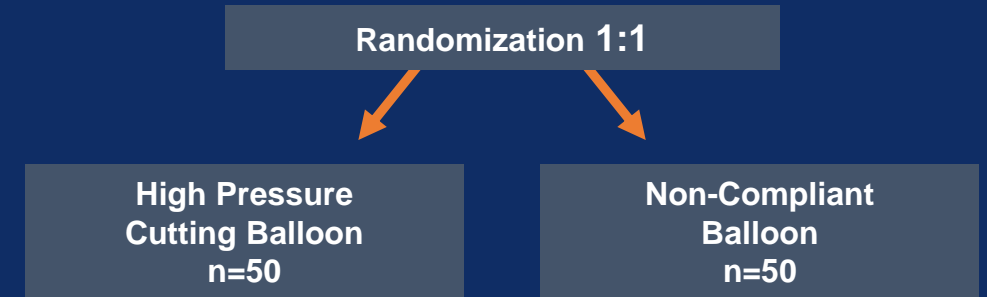 Randomization 1:1
High Pressure
Cutting Balloon
n=50
Non-Compliant
Balloon
n=50